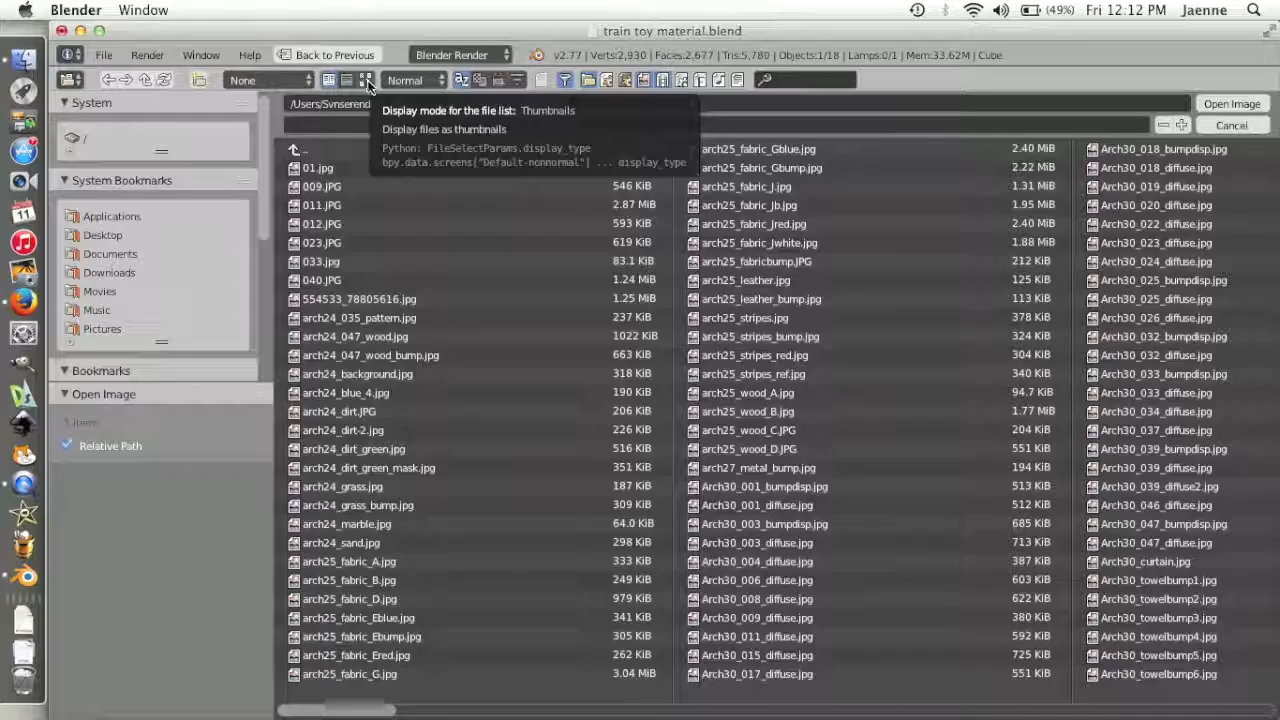 Blender Window (49%) Fri 12:12 PM Jaenne
train toy material.blend
File Render Window Help Back to Previous Blender Render v2.77 | Verts:2,930 | Faces:2,677 | Tris:5,780 | Objects:1/18 | Lamps:0/1 | Mem:33.62M | Cube
None Normal
System
/
System Bookmarks
Applications
Desktop
Documents
Downloads
Movies
Music
Pictures
Bookmarks
Open Image
Relative Path
11
/Users/Svnserend
Open Image
Cancel
Display mode for the file list: Thumbnails
Display files as thumbnails
Python: FileSelectParams.display_type
bpy.data.screens["Default-nonnormal"] ... display_type
..
01.jpg
009.JPG 546 KiB
011.JPG 2.87 MiB
012.JPG 593 KiB
023.JPG 619 KiB
033.jpg 83.1 KiB
040.JPG 1.24 MiB
554533_78805616.jpg 1.25 MiB
arch24_035_pattern.jpg 237 KiB
arch24_047_wood.jpg 1022 KiB
arch24_047_wood_bump.jpg 663 KiB
arch24_background.jpg 318 KiB
arch24_blue_4.jpg 190 KiB
arch24_dirt.JPG 206 KiB
arch24_dirt-2.jpg 226 KiB
arch24_dirt_green.jpg 516 KiB
arch24_dirt_green_mask.jpg 351 KiB
arch24_grass.jpg 187 KiB
arch24_grass_bump.jpg 309 KiB
arch24_marble.jpg 64.0 KiB
arch24_sand.jpg 298 KiB
arch25_fabric_A.jpg 333 KiB
arch25_fabric_B.jpg 249 KiB
arch25_fabric_D.jpg 979 KiB
arch25_fabric_Eblue.jpg 341 KiB
arch25_fabric_Ebump.jpg 305 KiB
arch25_fabric_Ered.jpg 262 KiB
arch25_fabric_G.jpg 3.04 MiB
arch25_fabric_Gblue.jpg 2.40 MiB
arch25_fabric_Gbump.jpg 2.22 MiB
arch25_fabric_J.jpg 1.31 MiB
arch25_fabric_Jb.jpg 1.95 MiB
arch25_fabric_Jred.jpg 2.40 MiB
arch25_fabric_Jwhite.jpg 1.88 MiB
arch25_fabricbump.JPG 212 KiB
arch25_leather.jpg 125 KiB
arch25_leather_bump.jpg 113 KiB
arch25_stripes.jpg 378 KiB
arch25_stripes_bump.jpg 324 KiB
arch25_stripes_red.jpg 304 KiB
arch25_stripes_ref.jpg 340 KiB
arch25_wood_A.jpg 94.7 KiB
arch25_wood_B.jpg 1.77 MiB
arch25_wood_C.JPG 204 KiB
arch25_wood_D.JPG 551 KiB
arch27_metal_bump.jpg 194 KiB
Arch30_001_bumpdisp.jpg 513 KiB
Arch30_001_diffuse.jpg 512 KiB
Arch30_003_bumpdisp.jpg 685 KiB
Arch30_003_diffuse.jpg 713 KiB
Arch30_004_diffuse.jpg 387 KiB
Arch30_006_diffuse.jpg 603 KiB
Arch30_008_diffuse.jpg 622 KiB
Arch30_009_diffuse.jpg 380 KiB
Arch30_011_diffuse.jpg 592 KiB
Arch30_015_diffuse.jpg 725 KiB
Arch30_017_diffuse.jpg 551 KiB
Arch30_018_bumpdisp.jpg
Arch30_018_diffuse.jpg
Arch30_019_diffuse.jpg
Arch30_020_diffuse.jpg
Arch30_022_diffuse.jpg
Arch30_023_diffuse.jpg
Arch30_024_diffuse.jpg
Arch30_025_bumpdisp.jpg
Arch30_025_diffuse.jpg
Arch30_026_diffuse.jpg
Arch30_032_bumpdisp.jpg
Arch30_032_diffuse.jpg
Arch30_033_bumpdisp.jpg
Arch30_033_diffuse.jpg
Arch30_034_diffuse.jpg
Arch30_037_diffuse.jpg
Arch30_039_bumpdisp.jpg
Arch30_039_diffuse.jpg
Arch30_039_diffuse2.jpg
Arch30_046_diffuse.jpg
Arch30_047_bumpdisp.jpg
Arch30_047_diffuse.jpg
Arch30_curtain.jpg
Arch30_towelbump1.jpg
Arch30_towelbump2.jpg
Arch30_towelbump3.jpg
Arch30_towelbump4.jpg
Arch30_towelbump5.jpg
Arch30_towelbump6.jpg